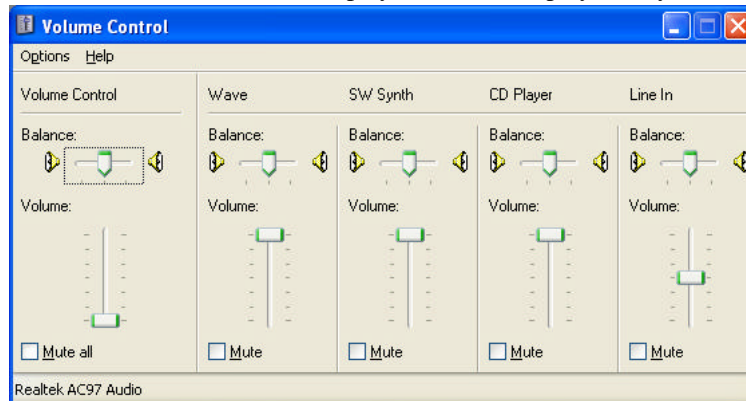 Volume Control
Options Help
Volume Control Wave SW Synth CD Player Line In
Balance: Balance: Balance: Balance: Balance:
Volume: Volume: Volume: Volume: Volume:
Mute all Mute Mute Mute Mute
Realtek AC97 Audio